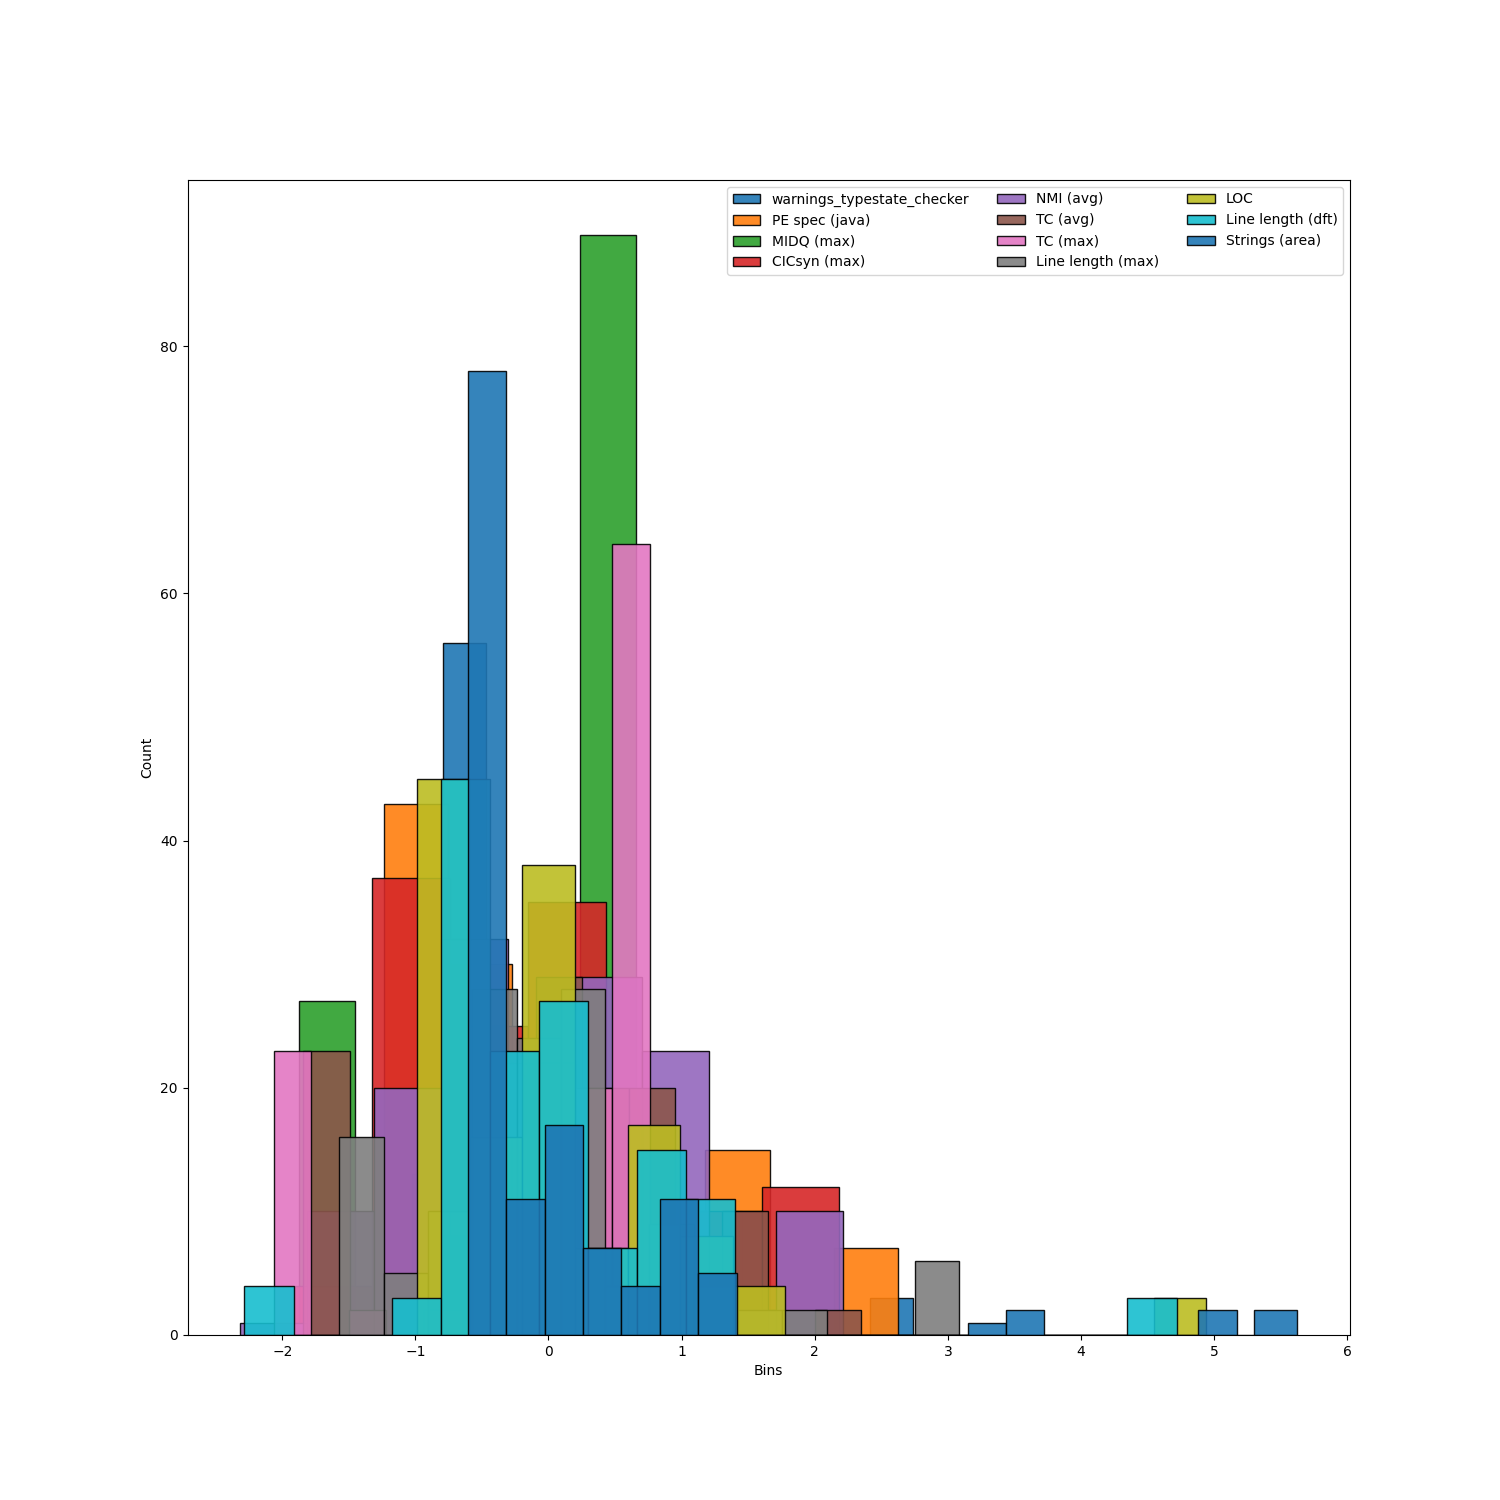 warnings_typestate_checker
PE spec (java)
MIDQ (max)
CICsyn (max)
NMI (avg)
TC (avg)
TC (max)
Line length (max)
LOC
Line length (dft)
Strings (area)
80
60
40
20
0
Count
−2 −1 0 1 2 3 4 5 6
Bins